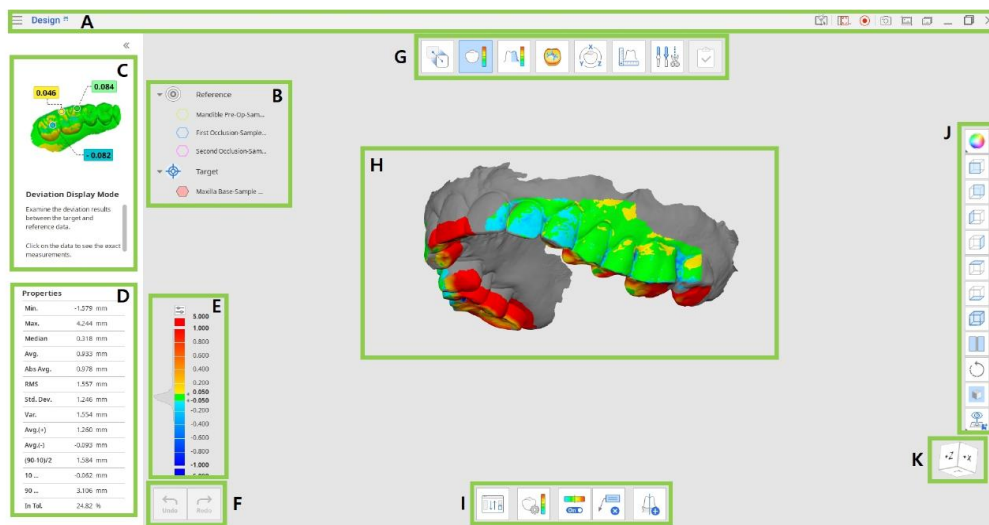 Design
A
C
0.046
0.084
- 0.082
Deviation Display Mode
Examine the deviation results
between the target and
reference data.
Click on the data to see the exact
measurements.
B
Reference
Mandible Pre-Op-Sam...
First Occlusion-Sample...
Second Occlusion-Sam...
Target
Maxilla Base-Sample ...
G
X
Y
Z
H
J
D
Properties
Min. -1.579 mm
Max. 4.244 mm
Median 0.318 mm
Avg. 0.933 mm
Abs Avg. 0.978 mm
RMS 1.557 mm
Std. Dev. 1.246 mm
Var. 1.554 mm
Avg.(+) 1.260 mm
Avg.(-) -0.093 mm
(90-10)/2 1.584 mm
10 ... -0.062 mm
90 ... 3.106 mm
In Tol. 24.82 %
E
5.000
1.000
0.800
0.600
0.400
0.200
0.050
-0.050
-0.200
-0.400
-0.600
-0.800
-1.000
F
Undo
Redo
I
On
K
+Z
+X